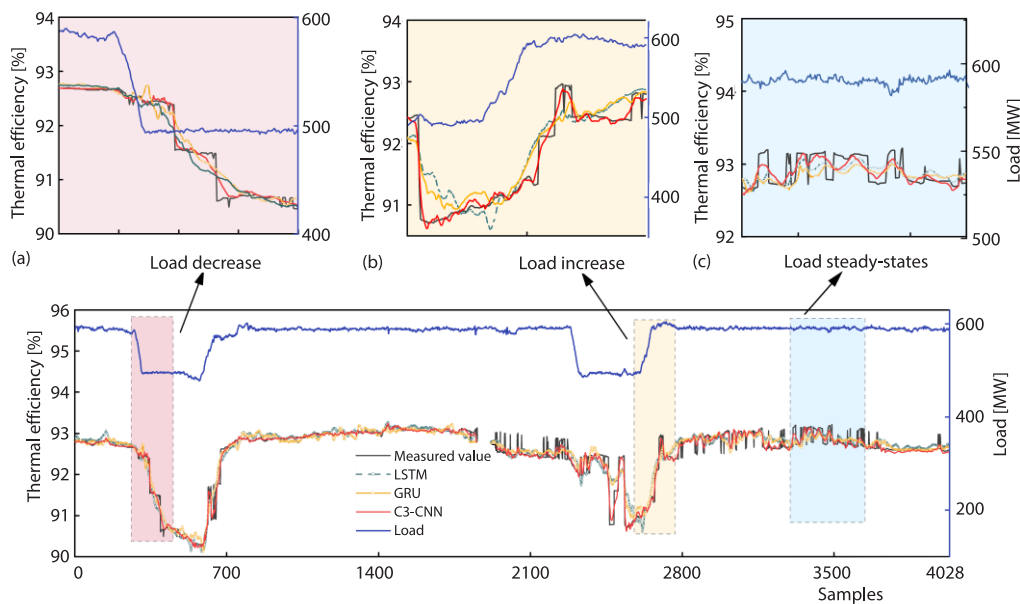 94
93
92
91
90
Thermal efficiency [%]
600
500
400
(a)
Load decrease
94
93
92
91
Thermal efficiency [%]
600
500
400
(b)
Load increase
95
94
93
92
Thermal efficiency [%]
600
540
500
Load [MW]
(c)
Load steady-states
96
95
94
93
92
91
90
Thermal efficiency [%]
Measured value
LSTM
GRU
C3-CNN
Load
600
400
200
Load [MW]
0
700
1400
2100
2800
3500
4028
Samples